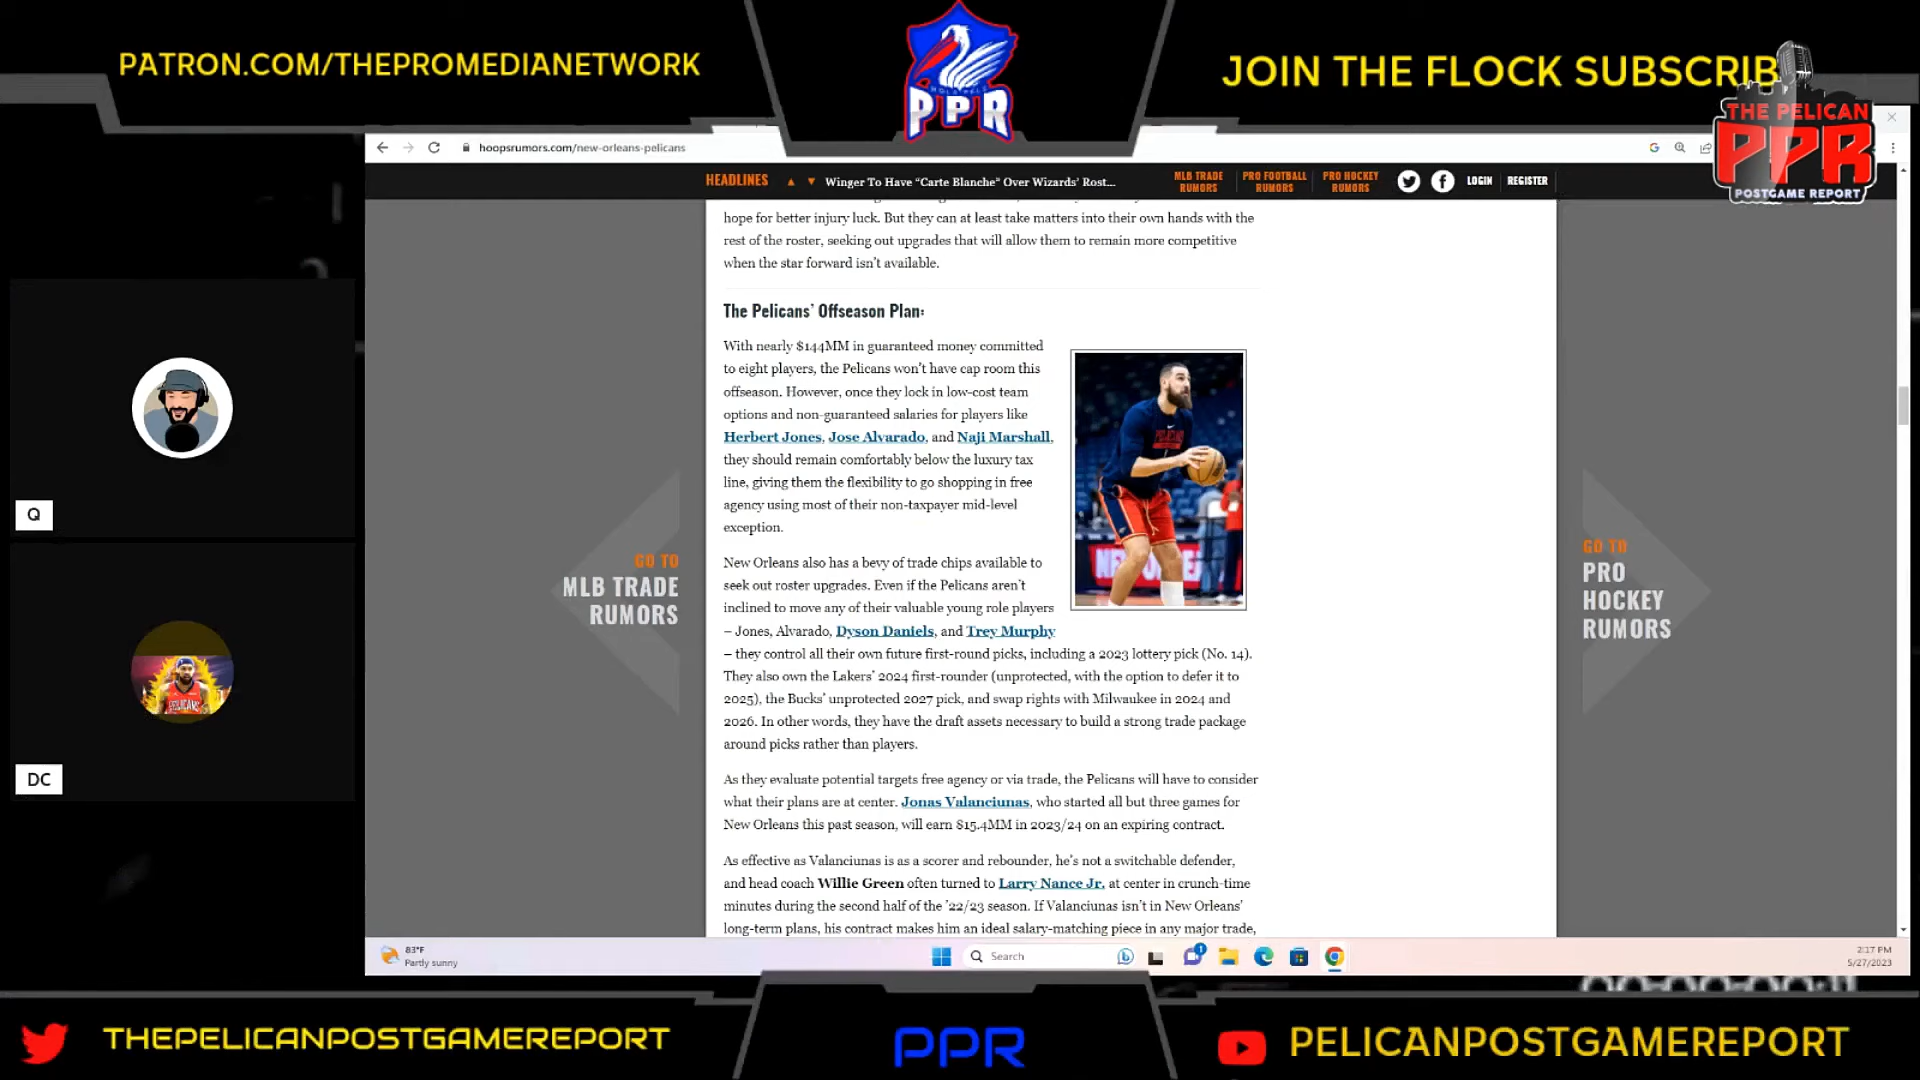 PATRON.COM/THEPROMEDIANETWORK
PPR
JOIN THE FLOCK SUBSCRIB
THE PELICAN
PPR
POSTGAME REPORT
hoopsrumors.com/new-orleans-pelicans
HEADLINES
Winger To Have “Carte Blanche” Over Wizards’ Rost...
MLB TRADE
RUMORS
PRO FOOTBALL
RUMORS
PRO HOCKEY
RUMORS
LOGIN
REGISTER
hope for better injury luck. But they can at least take matters into their own hands with the
rest of the roster, seeking out upgrades that will allow them to remain more competitive
when the star forward isn’t available.
The Pelicans’ Offseason Plan:
With nearly $144MM in guaranteed money committed
to eight players, the Pelicans won’t have cap room this
offseason. However, once they lock in low-cost team
options and non-guaranteed salaries for players like
Herbert Jones, Jose Alvarado, and Naji Marshall,
they should remain comfortably below the luxury tax
line, giving them the flexibility to go shopping in free
agency using most of their non-taxpayer mid-level
exception.
New Orleans also has a bevy of trade chips available to
seek out roster upgrades. Even if the Pelicans aren’t
inclined to move any of their valuable young role players
– Jones, Alvarado, Dyson Daniels, and Trey Murphy
– they control all their own future first-round picks, including a 2023 lottery pick (No. 14).
They also own the Lakers’ 2024 first-rounder (unprotected, with the option to defer it to
2025), the Bucks’ unprotected 2027 pick, and swap rights with Milwaukee in 2024 and
2026. In other words, they have the draft assets necessary to build a strong trade package
around picks rather than players.
As they evaluate potential targets free agency or via trade, the Pelicans will have to consider
what their plans are at center. Jonas Valanciunas, who started all but three games for
New Orleans this past season, will earn $15.4MM in 2023/24 on an expiring contract.
As effective as Valanciunas is as a scorer and rebounder, he’s not a switchable defender,
and head coach Willie Green often turned to Larry Nance Jr. at center in crunch-time
minutes during the second half of the ’22/23 season. If Valanciunas isn’t in New Orleans’
long-term plans, his contract makes him an ideal salary-matching piece in any major trade,
GO TO
MLB TRADE
RUMORS
GO TO
PRO
HOCKEY
RUMORS
Q
DC
83°F
Partly sunny
Search
1
2:17 PM
5/27/2023
THEPELICANPOSTGAMEREPORT
PPR
PELICANPOSTGAMEREPORT